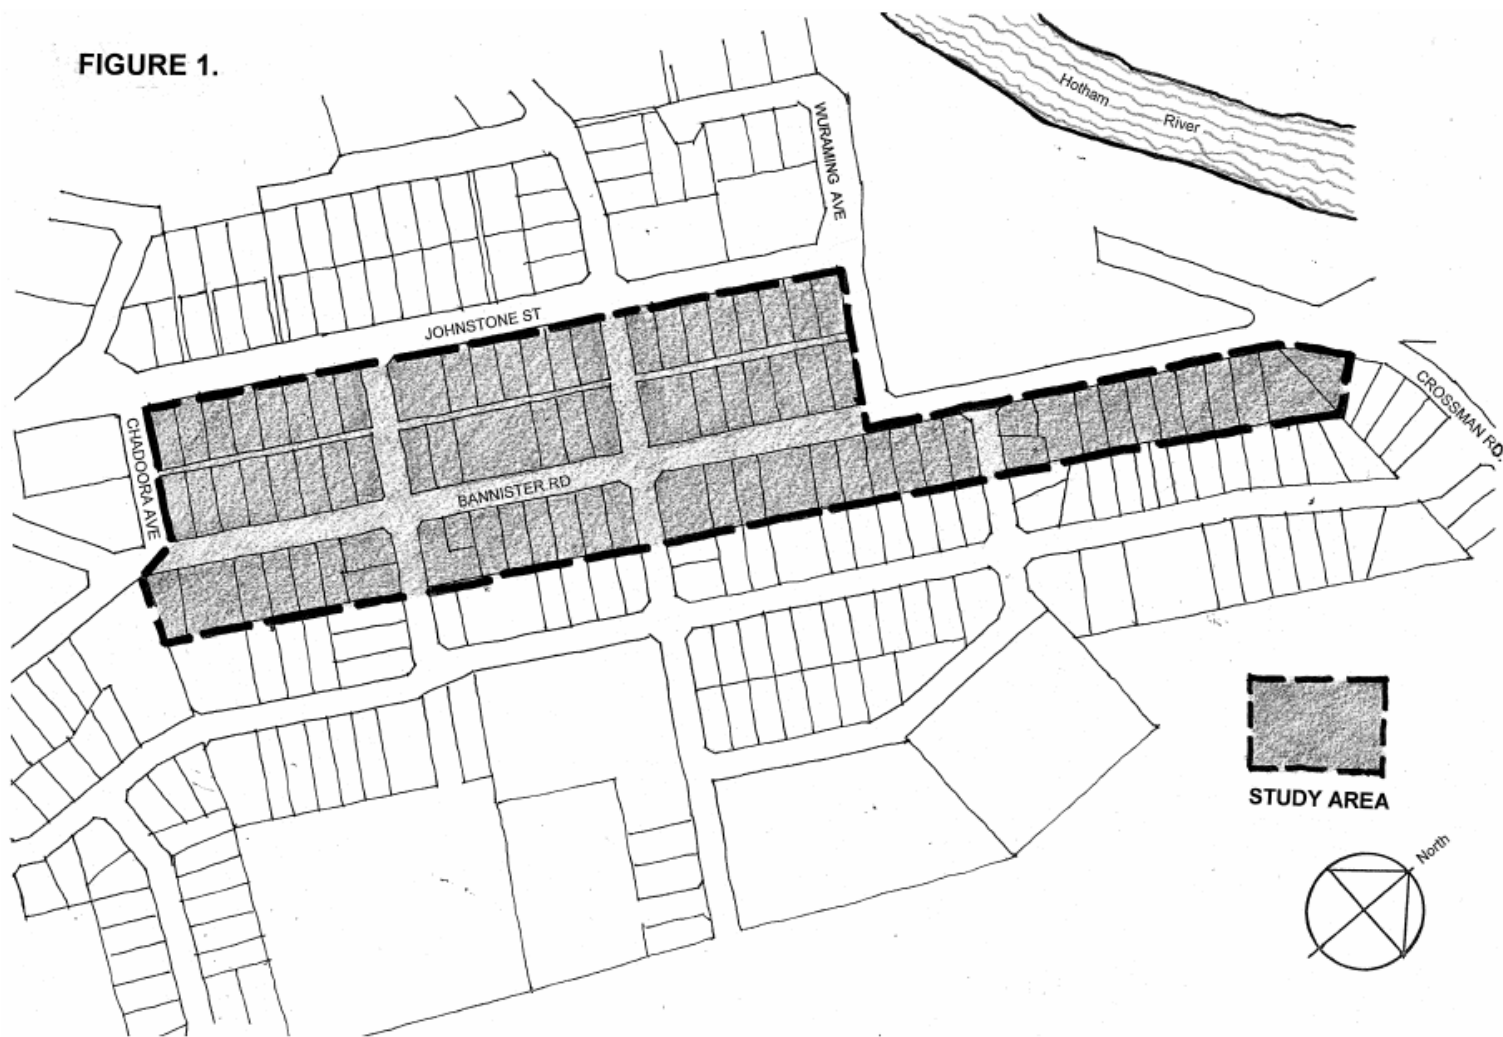 FIGURE 1.
Hotham
River
WURAMING AVE
JOHNSTONE ST
CHADOORA AVE
BANNISTER RD
CROSSMAN RD.
STUDY AREA
North